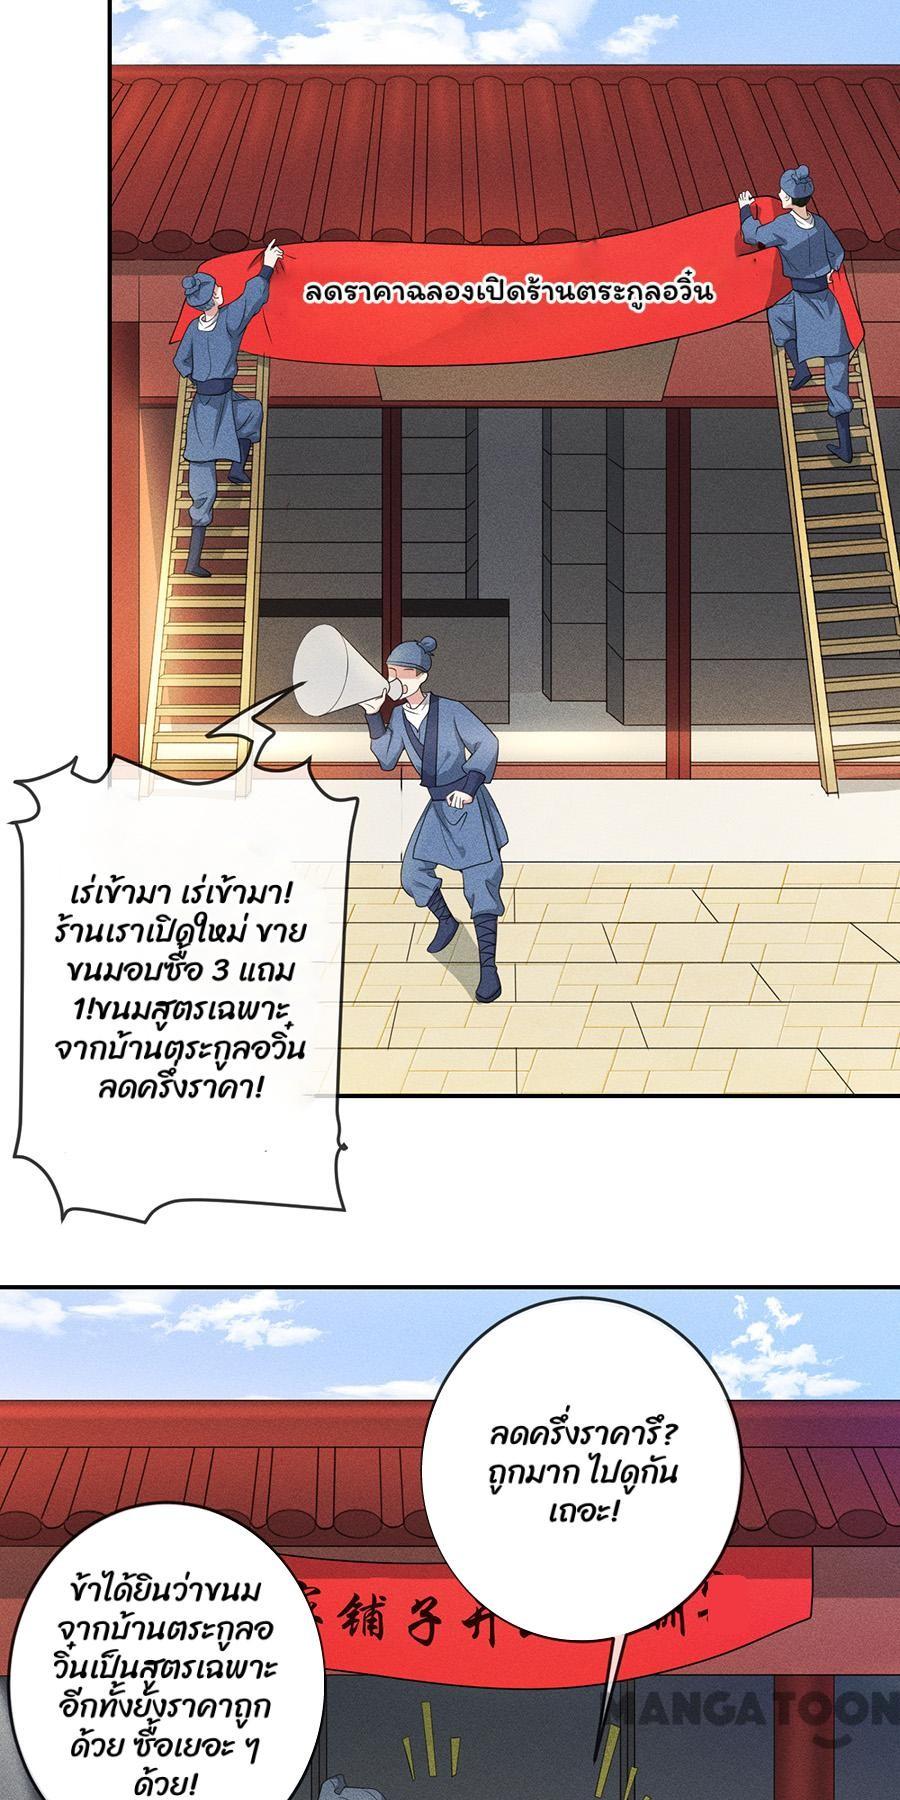 ลดราคาฉลองเปิดร้านตระกูลอวิ๋น
เร่เข้ามา เร่เข้ามา!
ร้านเราเปิดใหม่ ขาย
ขนมอบซื้อ 3 แถม
1!ขนมสูตรเฉพาะ
จากบ้านตระกูลอวิ๋น
ลดครึ่งราคา!
ลดครึ่งราคารึ?
ถูกมาก ไปดูกัน
เถอะ!
ข้าได้ยินว่าขนม
จากบ้านตระกูลอ
วิ๋นเป็นสูตรเฉพาะ
อีกทั้งยังราคาถูก
ด้วย ซื้อเยอะ ๆ
ด้วย!
铺子开
MANGATOON